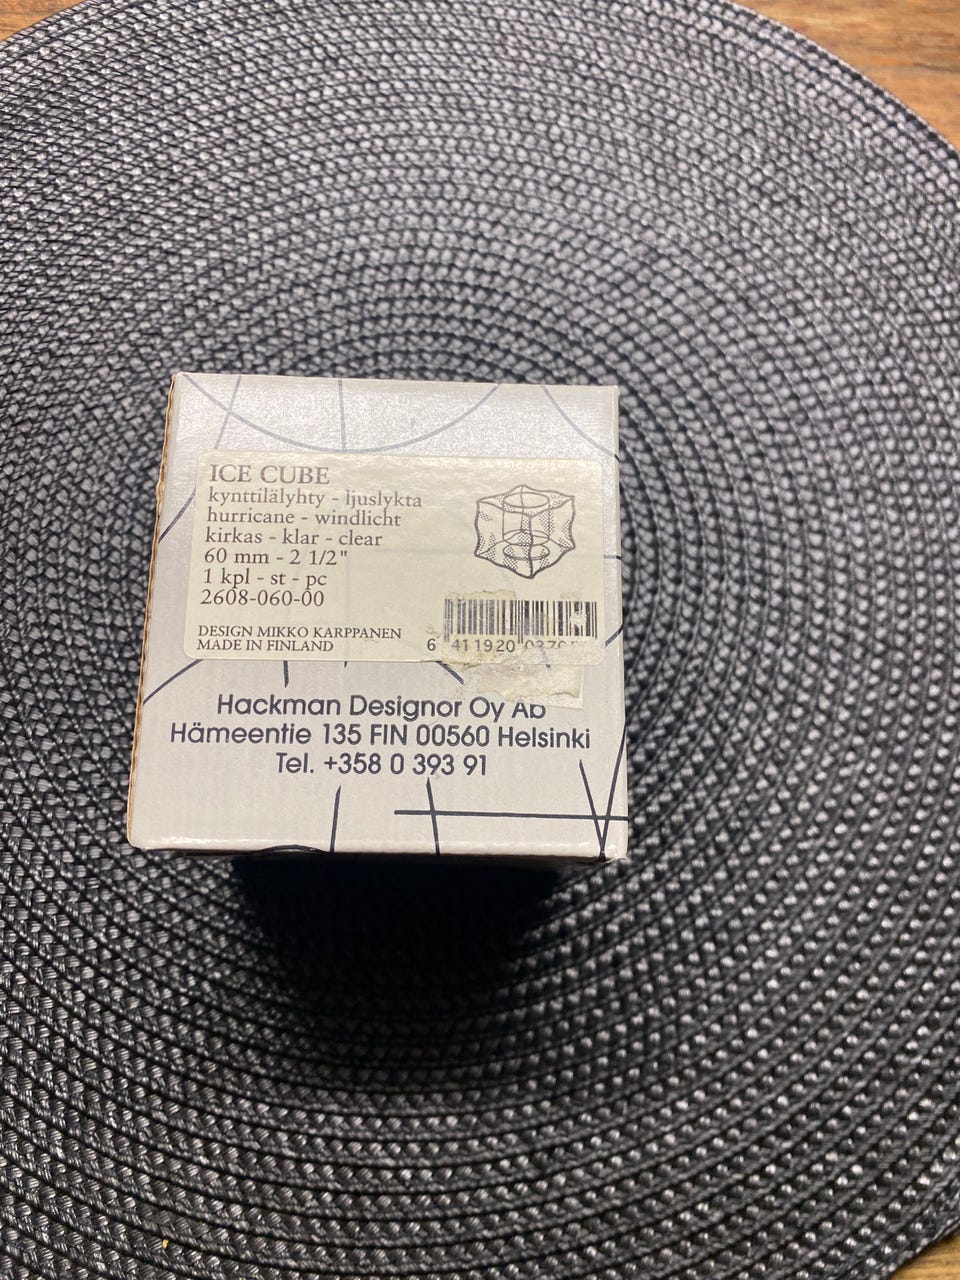 ICE CUBE
kynttilälyhty - ljuslykta
hurricane - windlicht
kirkas - klar - clear
60 mm - 2 1/2"
1 kpl - st - pc
2608-060-00
DESIGN MIKKO KARPPANEN
MADE IN FINLAND
6 411920
Hackman Designor Oy Ab
Hämeentie 135 FIN 00560 Helsinki
Tel. +358 0 393 91